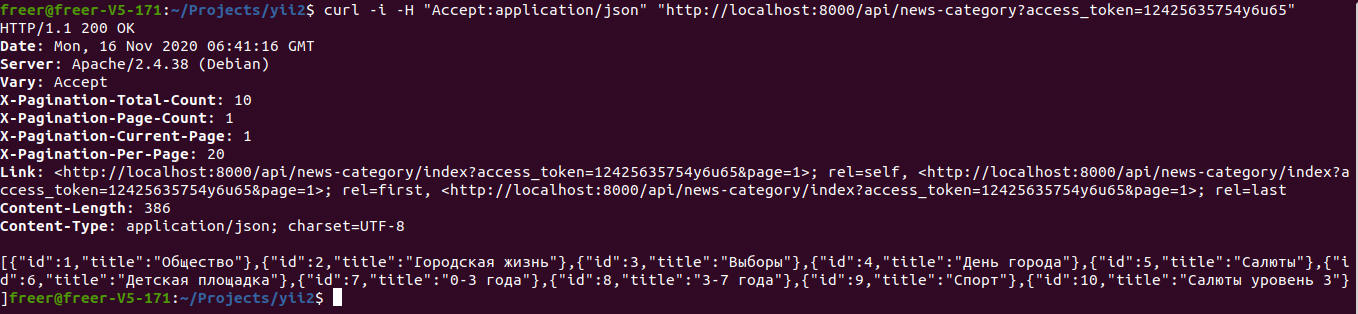 freer@freer-V5-171:~/Projects/yii2$ curl -i -H "Accept:application/json" "http://localhost:8000/api/news-category?access_token=12425635754y6u65"
HTTP/1.1 200 OK
Date: Mon, 16 Nov 2020 06:41:16 GMT
Server: Apache/2.4.38 (Debian)
Vary: Accept
X-Pagination-Total-Count: 10
X-Pagination-Page-Count: 1
X-Pagination-Current-Page: 1
X-Pagination-Per-Page: 20
Link: <http://localhost:8000/api/news-category/index?access_token=12425635754y6u65&page=1>; rel=self, <http://localhost:8000/api/news-category/index?a
ccess_token=12425635754y6u65&page=1>; rel=first, <http://localhost:8000/api/news-category/index?access_token=12425635754y6u65&page=1>; rel=last
Content-Length: 386
Content-Type: application/json; charset=UTF-8
[{"id":1,"title":"Общество"},{"id":2,"title":"Городская жизнь"},{"id":3,"title":"Выборы"},{"id":4,"title":"День города"},{"id":5,"title":"Салюты"},{"i
d":6,"title":"Детская площадка"},{"id":7,"title":"0-3 года"},{"id":8,"title":"3-7 года"},{"id":9,"title":"Спорт"},{"id":10,"title":"Салюты уровень 3"}
]freer@freer-V5-171:~/Projects/yii2$